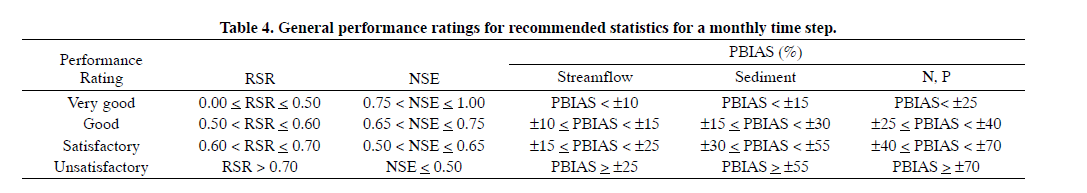 Table 4. General performance ratings for recommended statistics for a monthly time step.
PBIAS (%)
Performance
Rating RSR NSE Streamflow Sediment N, P
Very good 0.00 ≤ RSR ≤ 0.50 0.75 < NSE ≤ 1.00 PBIAS < ±10 PBIAS < ±15 PBIAS< ±25
Good 0.50 < RSR ≤ 0.60 0.65 < NSE ≤ 0.75 ±10 ≤ PBIAS < ±15 ±15 ≤ PBIAS < ±30 ±25 ≤ PBIAS < ±40
Satisfactory 0.60 < RSR ≤ 0.70 0.50 < NSE ≤ 0.65 ±15 ≤ PBIAS < ±25 ±30 ≤ PBIAS < ±55 ±40 ≤ PBIAS < ±70
Unsatisfactory RSR > 0.70 NSE ≤ 0.50 PBIAS ≥ ±25 PBIAS ≥ ±55 PBIAS ≥ ±70